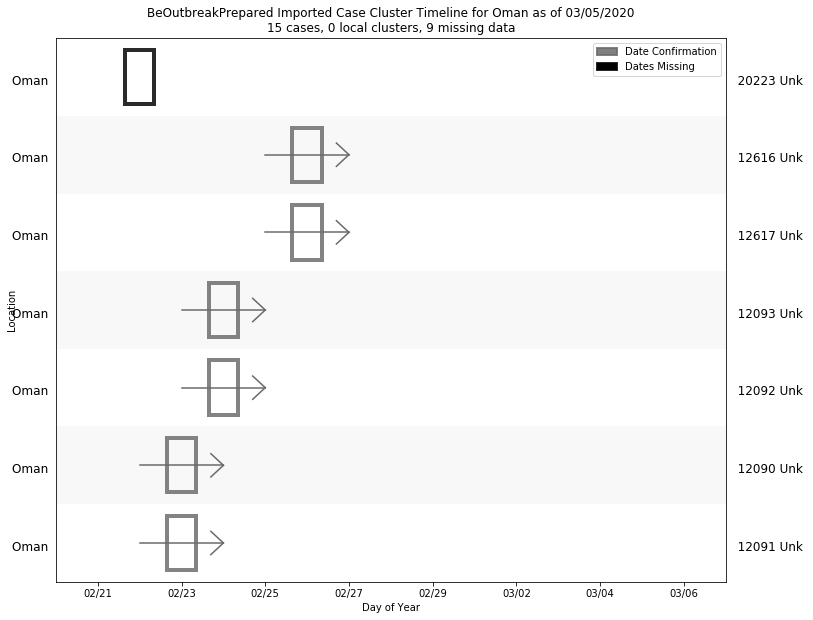 BeOutbreakPrepared Imported Case Cluster Timeline for Oman as of 03/05/2020
15 cases, 0 local clusters, 9 missing data
Date Confirmation
Dates Missing
Oman
20223 Unk
Oman
12616 Unk
Oman
12617 Unk
Location
Oman
12093 Unk
Oman
12092 Unk
Oman
12090 Unk
Oman
12091 Unk
02/21 02/23 02/25 02/27 02/29 03/02 03/04 03/06
Day of Year